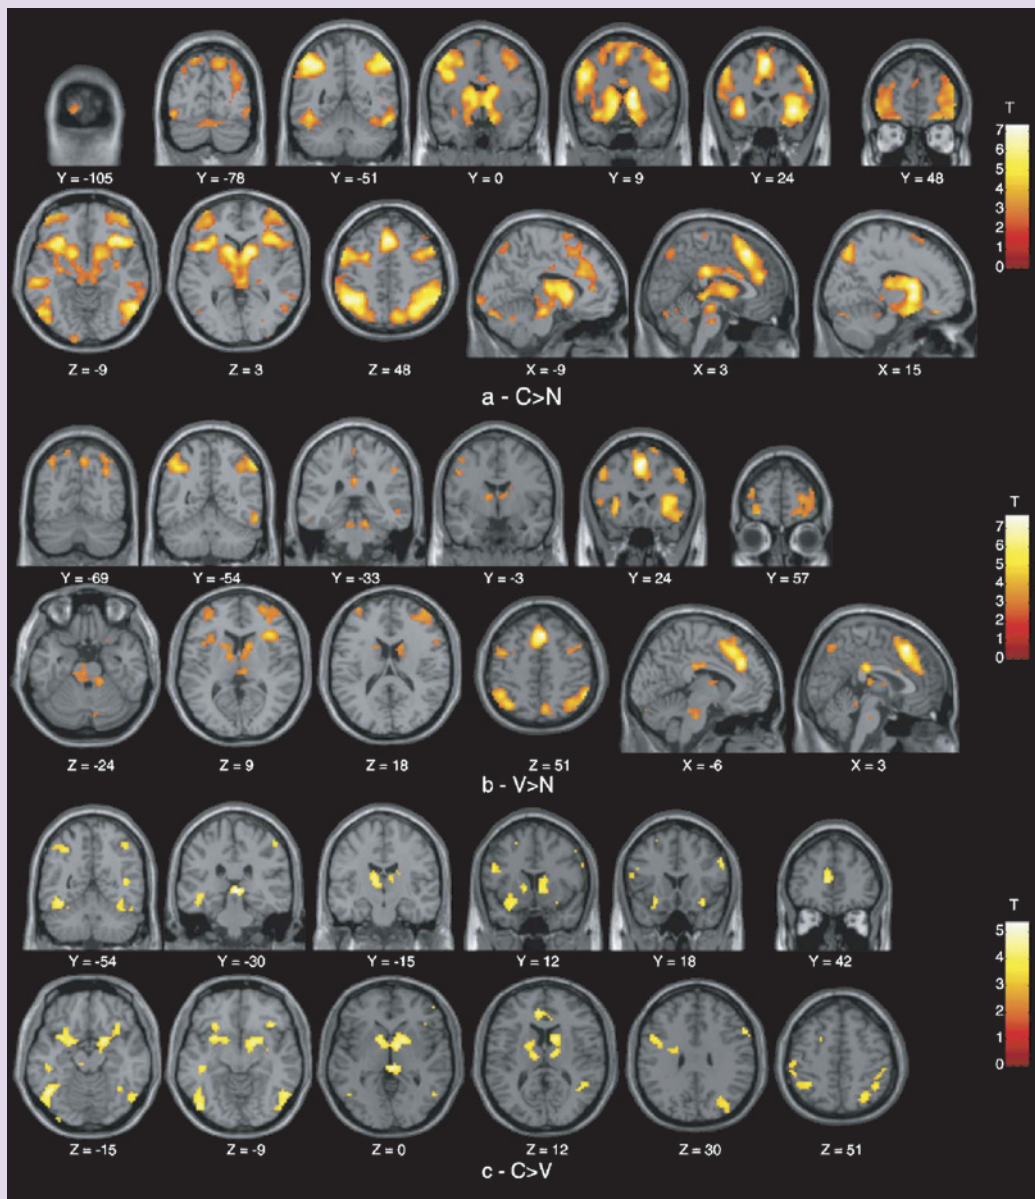 Y = -105 Y = -78 Y = -51 Y = 0 Y = 9 Y = 24 Y = 48
T
7
6
5
4
3
2
1
0
Z = -9 Z = 3 Z = 48 X = -9 X = 3 X = 15
a - C>N
Y = -69 Y = -54 Y = -33 Y = -3 Y = 24 Y = 57
T
7
6
5
4
3
2
1
0
Z = -24 Z = 9 Z = 18 Z = 51 X = -6 X = 3
b - V>N
Y = -54 Y = -30 Y = -15 Y = 12 Y = 18 Y = 42
T
5
4
3
2
1
0
Z = -15 Z = -9 Z = 0 Z = 12 Z = 30 Z = 51
c - C>V